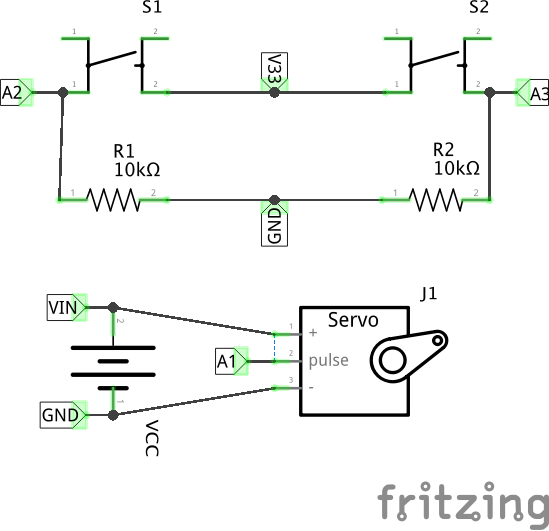 S1 S2
1 2 1 2
A2 1 2 V33 1 2 A3
R1 R2
10kΩ 10kΩ
1 2 GND 1 2
J1
VIN Servo
2 1 +
A1 2 pulse
3 -
GND 1
VCC
fritzing